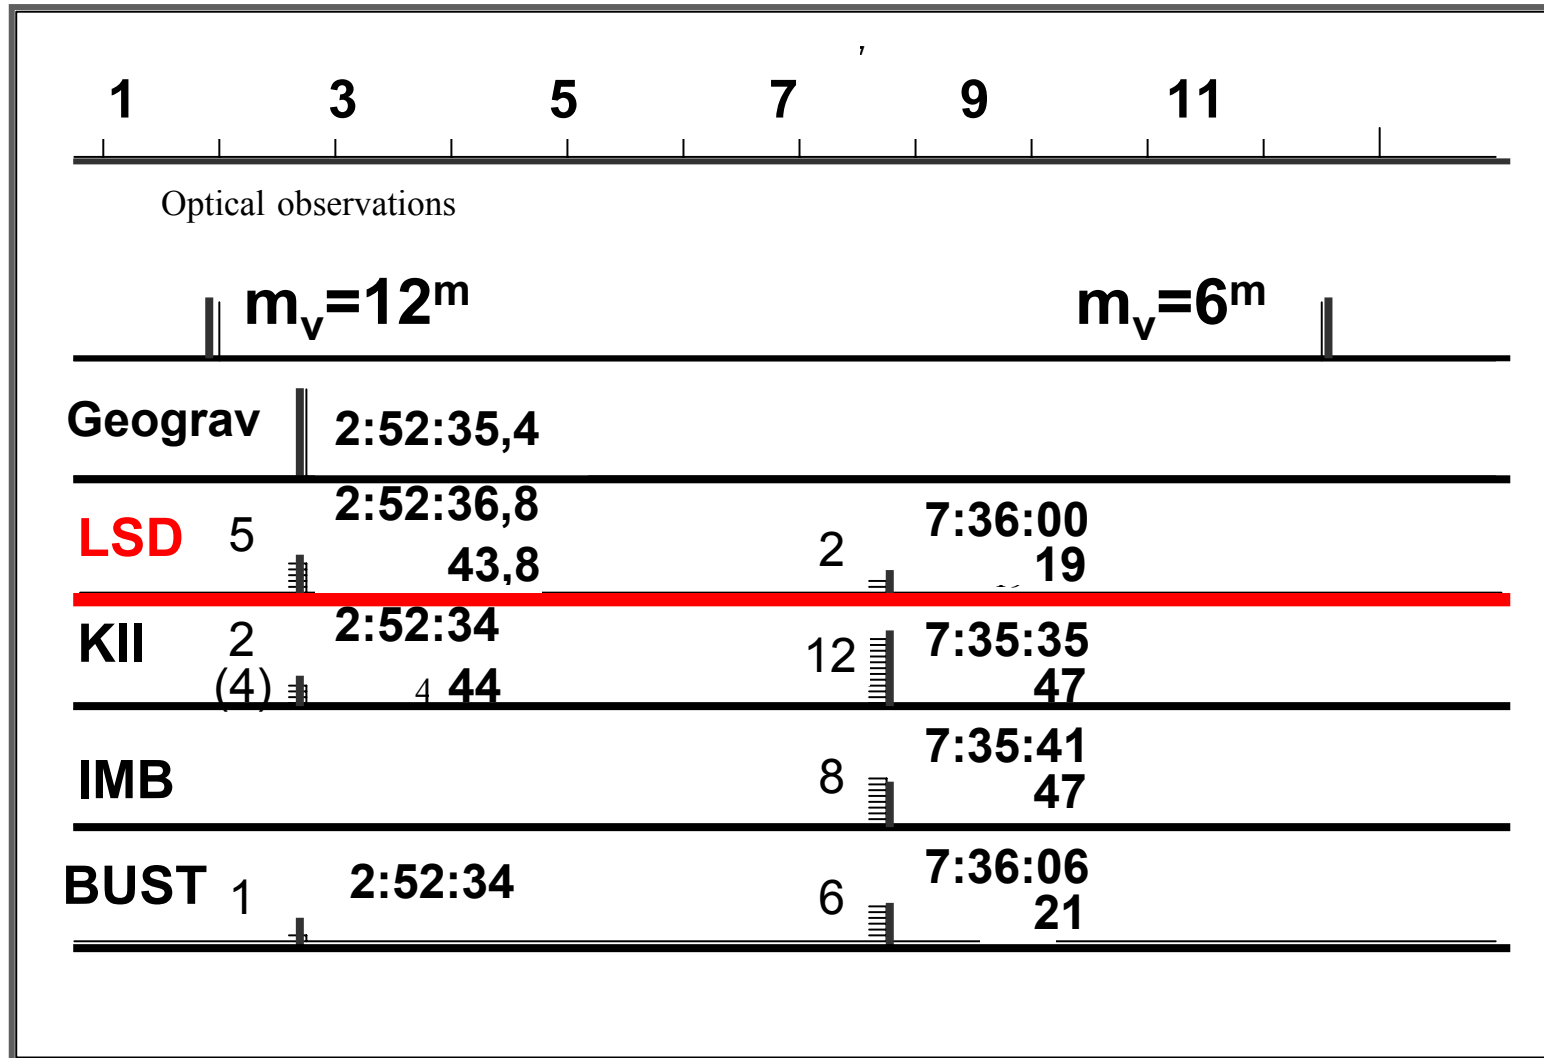 1 3 5 7 9 11
Optical observations
mv=12m mv=6m
Geograv 2:52:35,4
LSD 5 2:52:36,8 2 7:36:00
43,8 19
KII 2 2:52:34 12 7:35:35
(4) 4 44 47
IMB 8 7:35:41
47
BUST 1 2:52:34 6 7:36:06
21